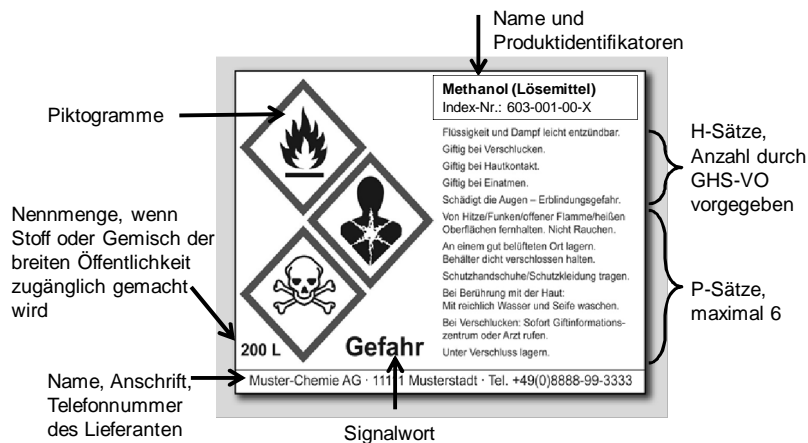 Name und
Produktidentifikatoren
Piktogramme
Methanol (Lösemittel)
Index-Nr.: 603-001-00-X
Flüssigkeit und Dampf leicht entzündbar.
Giftig bei Verschlucken.
Giftig bei Hautkontakt.
Giftig bei Einatmen.
Schädigt die Augen – Erblindungsgefahr.
H-Sätze,
Anzahl durch
GHS-VO
vorgegeben
Nennmenge, wenn
Stoff oder Gemisch der
breiten Öffentlichkeit
zugänglich gemacht
wird
Von Hitze/Funken/offener Flamme/heißen
Oberflächen fernhalten. Nicht Rauchen.
An einem gut belüfteten Ort lagern.
Behälter dicht verschlossen halten.
Schutzhandschuhe/Schutzkleidung tragen.
Bei Berührung mit der Haut:
Mit reichlich Wasser und Seife waschen.
Bei Verschlucken: Sofort Giftinformations-
zentrum oder Arzt rufen.
Unter Verschluss lagern.
P-Sätze,
maximal 6
200 L
Gefahr
Name, Anschrift,
Telefonnummer
des Lieferanten
Muster-Chemie AG · Musterstadt · Tel. +49(0)8888-99-3333
Signalwort